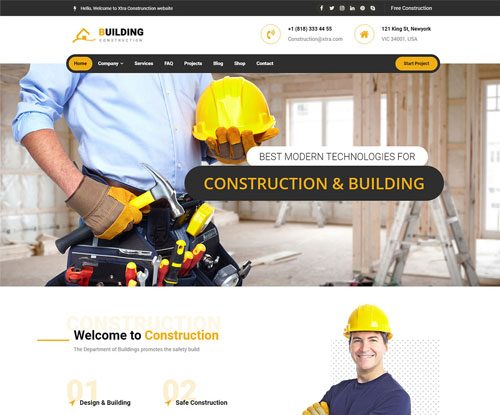 Hello, Welcome to Xtra Construnction website
Free Construction
BUILDING
CONSTRUCTION
+1 (818) 333 44 55
Construction@xtra.com
121 King St, Newyork
VIC 34001, USA
Home Company Services FAQ Projects Blog Shop Contact Start Project
BEST MODERN TECHNOLOGIES FOR
CONSTRUCTION & BUILDING
CONSTRUCTION
Welcome to Construction
The Department of Buildings promotes the safety build
01 02
Design & Building Safe Construction